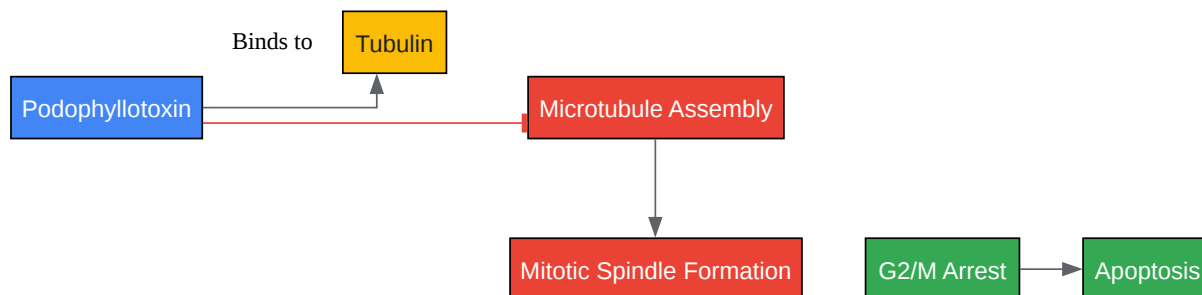 Binds to
Tubulin
Podophyllotoxin
Microtubule Assembly
Mitotic Spindle Formation
G2/M Arrest
Apoptosis